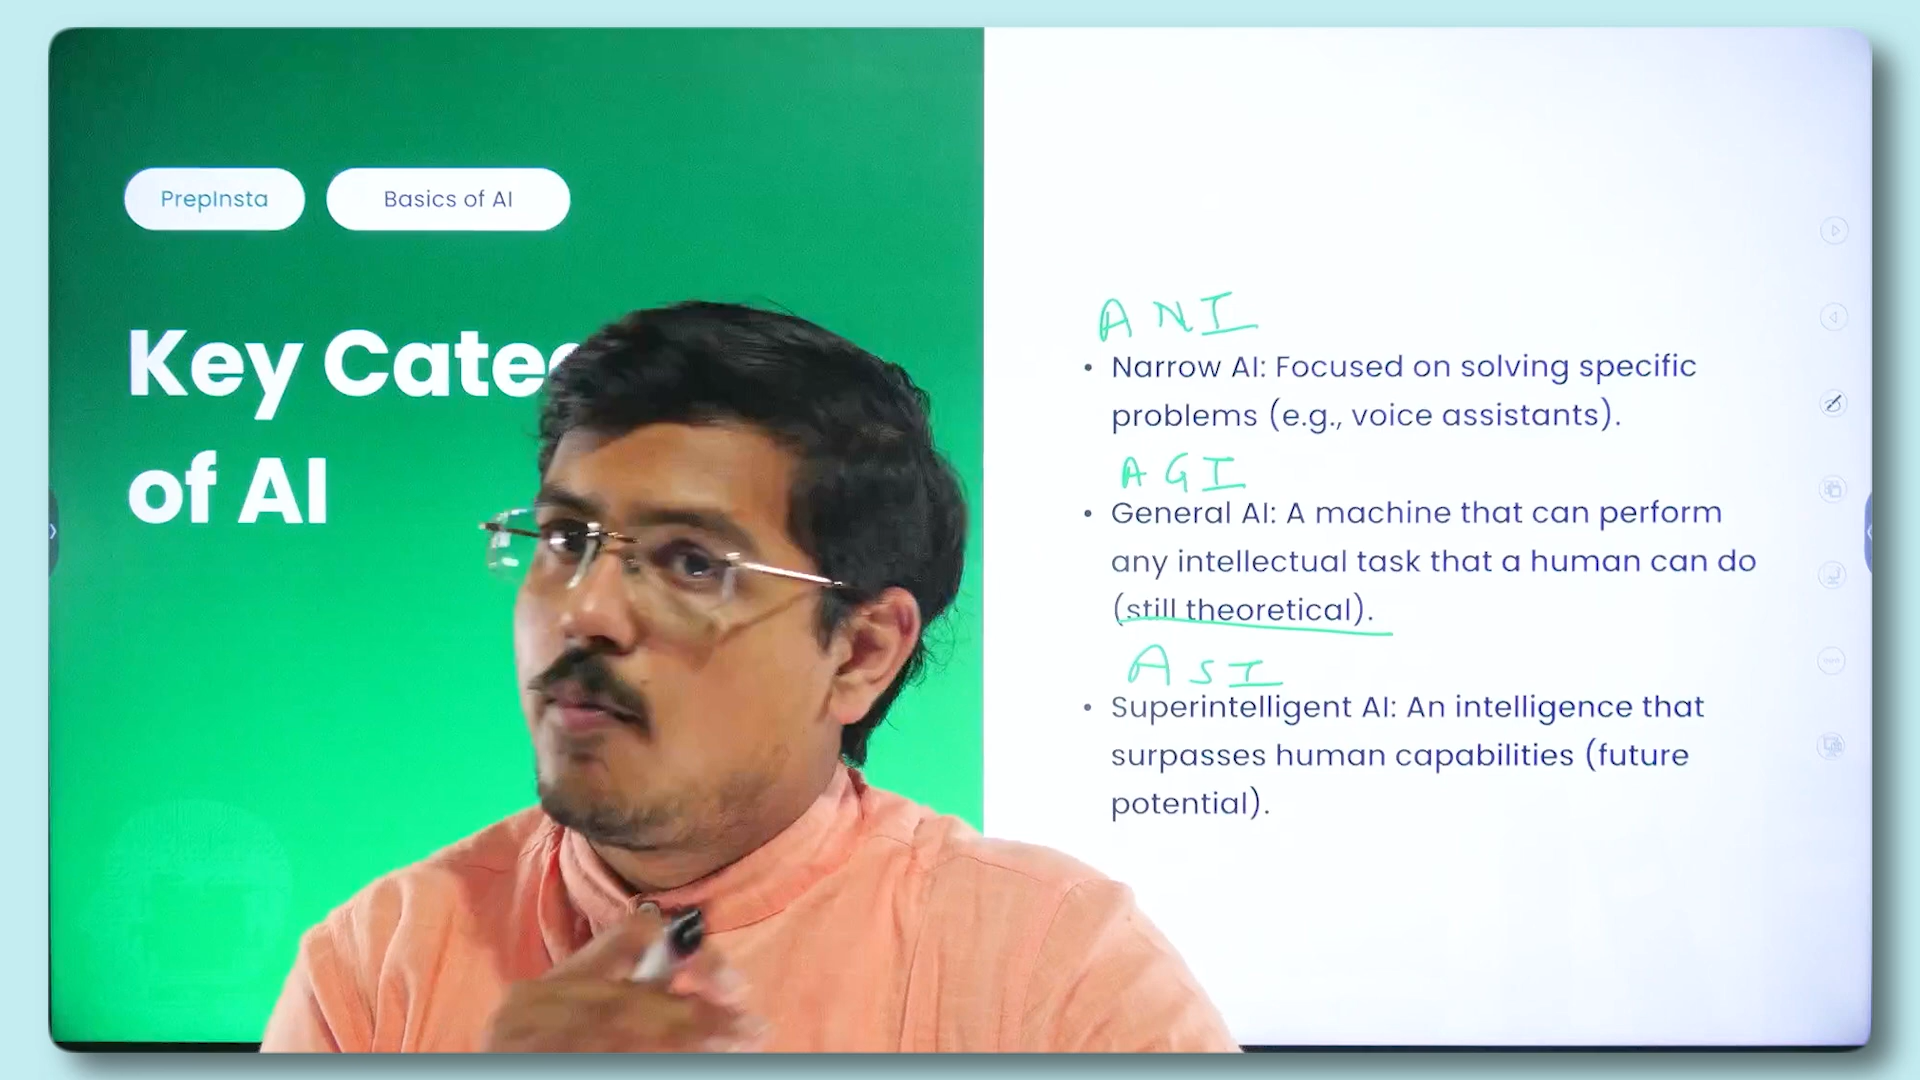 PrepInsta
Basics of AI
Key Cate
of AI
ANI
• Narrow AI: Focused on solving specific
problems (e.g., voice assistants).
AGI
• General AI: A machine that can perform
any intellectual task that a human can do
(still theoretical).
ASI
• Superintelligent AI: An intelligence that
surpasses human capabilities (future
potential).